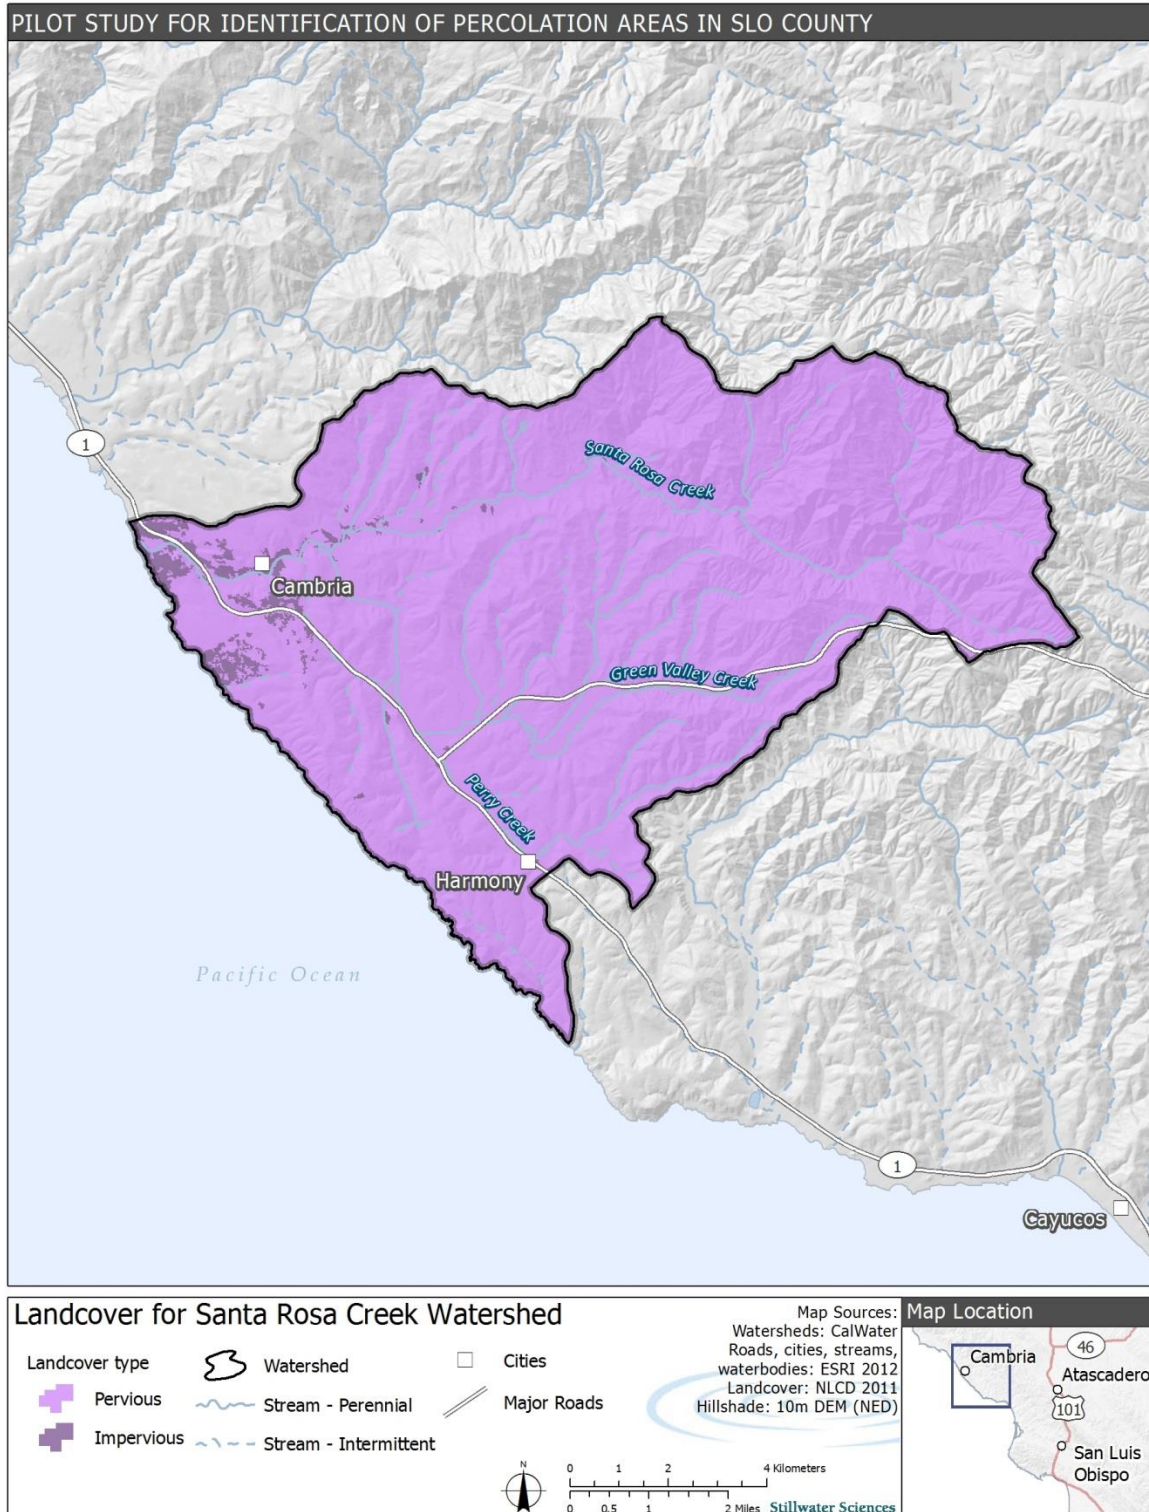 PILOT STUDY FOR IDENTIFICATION OF PERCOLATION AREAS IN SLO COUNTY
1
Santa Rosa Creek
Cambria
Green Valley Creek
Perry Creek
Harmony
Pacific Ocean
1
Cayucos
Landcover for Santa Rosa Creek Watershed
Landcover type
Pervious
Impervious
Watershed
Stream - Perennial
Stream - Intermittent
Cities
Major Roads
Map Sources:
Watersheds: CalWater
Roads, cities, streams,
waterbodies: ESRI 2012
Landcover: NLCD 2011
Hillshade: 10m DEM (NED)
N
0 1 2 4 Kilometers
0 0.5 1 2 Miles
Stillwater Sciences
Map Location
46
Cambria
Atascadero
101
San Luis
Obispo